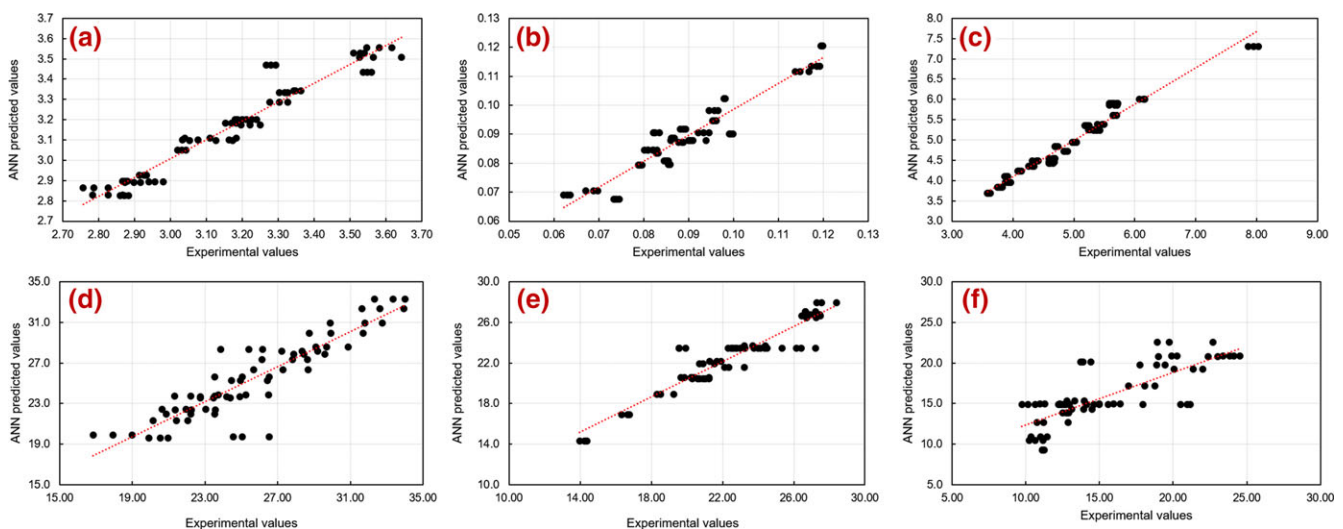 (a)
ANN predicted values
3.7
3.6
3.5
3.4
3.3
3.2
3.1
3.0
2.9
2.8
2.7
2.70 2.80 2.90 3.00 3.10 3.20 3.30 3.40 3.50 3.60 3.70
Experimental values
(b)
ANN predicted values
0.13
0.12
0.11
0.10
0.09
0.08
0.07
0.06
0.05 0.06 0.07 0.08 0.09 0.10 0.11 0.12 0.13
Experimental values
(c)
ANN predicted values
8.0
7.5
7.0
6.5
6.0
5.5
5.0
4.5
4.0
3.5
3.0
3.00 4.00 5.00 6.00 7.00 8.00 9.00
Experimental values
(d)
ANN predicted values
35.0
31.0
27.0
23.0
19.0
15.0
15.00 19.00 23.00 27.00 31.00 35.00
Experimental values
(e)
ANN predicted values
30.0
26.0
22.0
18.0
14.0
10.0
10.00 14.00 18.00 22.00 26.00 30.00
Experimental values
(f)
ANN predicted values
30.0
25.0
20.0
15.0
10.0
5.0
5.00 10.00 15.00 20.00 25.00 30.00
Experimental values